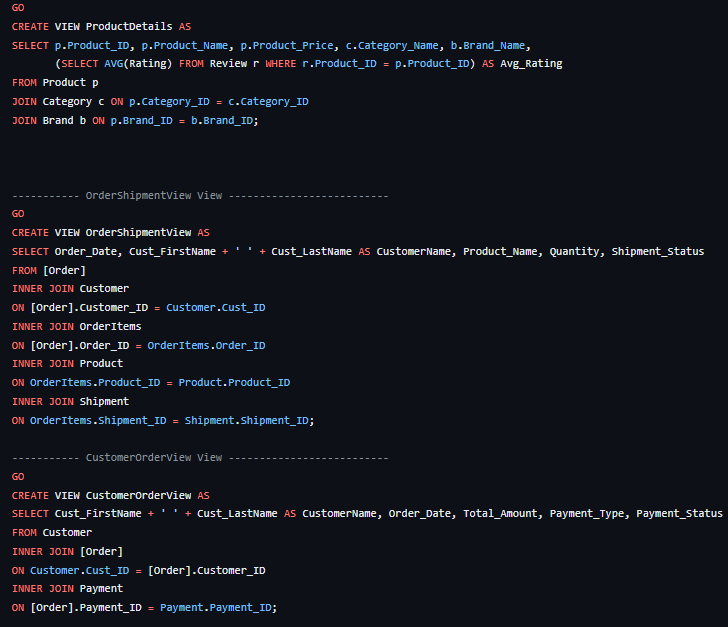 GO
CREATE VIEW ProductDetails AS
SELECT p.Product_ID, p.Product_Name, p.Product_Price, c.Category_Name, b.Brand_Name,
(SELECT AVG(Rating) FROM Review r WHERE r.Product_ID = p.Product_ID) AS Avg_Rating
FROM Product p
JOIN Category c ON p.Category_ID = c.Category_ID
JOIN Brand b ON p.Brand_ID = b.Brand_ID;
----------- OrderShipmentView View --------------------------
GO
CREATE VIEW OrderShipmentView AS
SELECT Order_Date, Cust_FirstName + ' ' + Cust_LastName AS CustomerName, Product_Name, Quantity, Shipment_Status
FROM [Order]
INNER JOIN Customer
ON [Order].Customer_ID = Customer.Cust_ID
INNER JOIN OrderItems
ON [Order].Order_ID = OrderItems.Order_ID
INNER JOIN Product
ON OrderItems.Product_ID = Product.Product_ID
INNER JOIN Shipment
ON OrderItems.Shipment_ID = Shipment.Shipment_ID;
----------- CustomerOrderView View --------------------------
GO
CREATE VIEW CustomerOrderView AS
SELECT Cust_FirstName + ' ' + Cust_LastName AS CustomerName, Order_Date, Total_Amount, Payment_Type, Payment_Status
FROM Customer
INNER JOIN [Order]
ON Customer.Cust_ID = [Order].Customer_ID
INNER JOIN Payment
ON [Order].Payment_ID = Payment.Payment_ID;